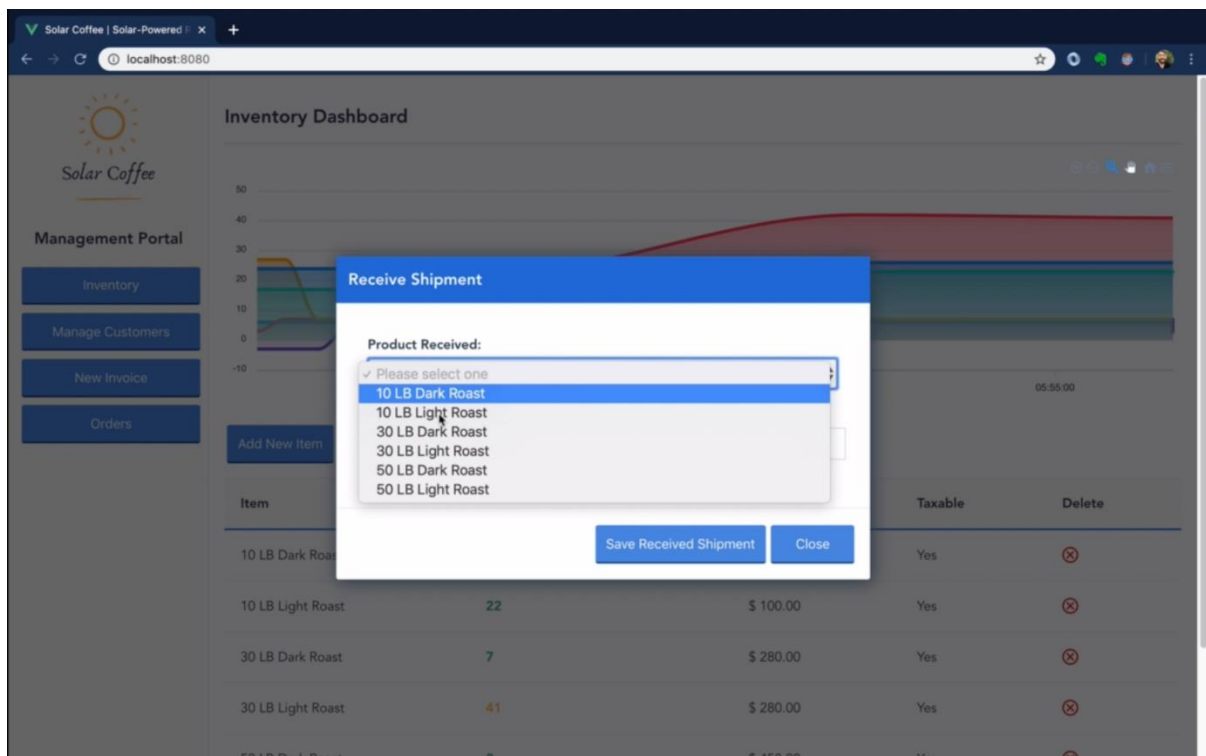 Solar Coffee | Solar-Powered
localhost:8080
Solar Coffee
Management Portal
Inventory
Manage Customers
New Invoice
Orders
Inventory Dashboard
50
40
30
20
10
0
-10
05:55:00
Add New Item
Receive Shipment
Product Received:
Please select one
10 LB Dark Roast
10 LB Light Roast
30 LB Dark Roast
30 LB Light Roast
50 LB Dark Roast
50 LB Light Roast
Save Received Shipment Close
Item Taxable Delete
10 LB Dark Roas Yes
10 LB Light Roast 22 $ 100.00 Yes
30 LB Dark Roast 7 $ 280.00 Yes
30 LB Light Roast 41 $ 280.00 Yes